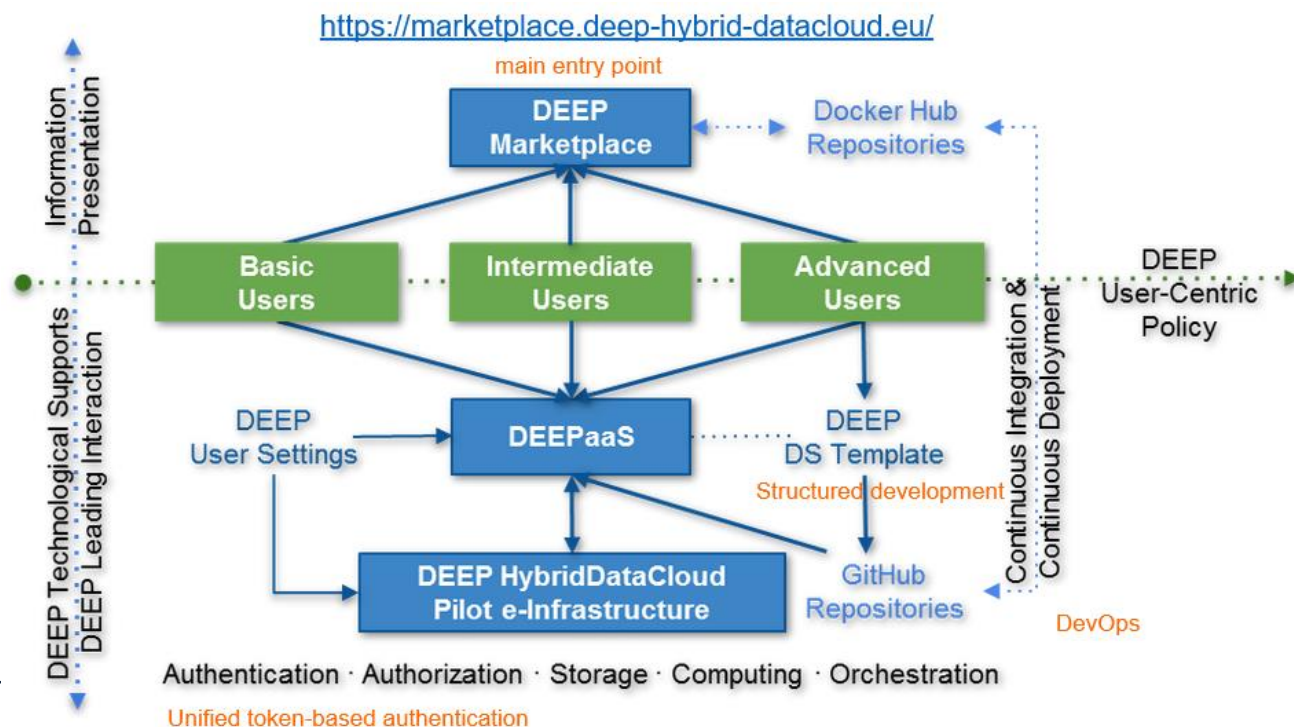 https://marketplace.deep-hybrid-datacloud.eu/
main entry point
DEEP
Marketplace
Docker Hub
Repositories
Information
Presentation
Basic
Users
Intermediate
Users
Advanced
Users
DEEP
User-Centric
Policy
DEEP Technological Supports
DEEP Leading Interaction
Continuous Integration &
Continuous Deployment
DEEP
User Settings
DEEPaaS
DEEP
DS Template
Structured development
DEEP HybridDataCloud
Pilot e-Infrastructure
GitHub
Repositories
DevOps
Authentication · Authorization · Storage · Computing · Orchestration
Unified token-based authentication